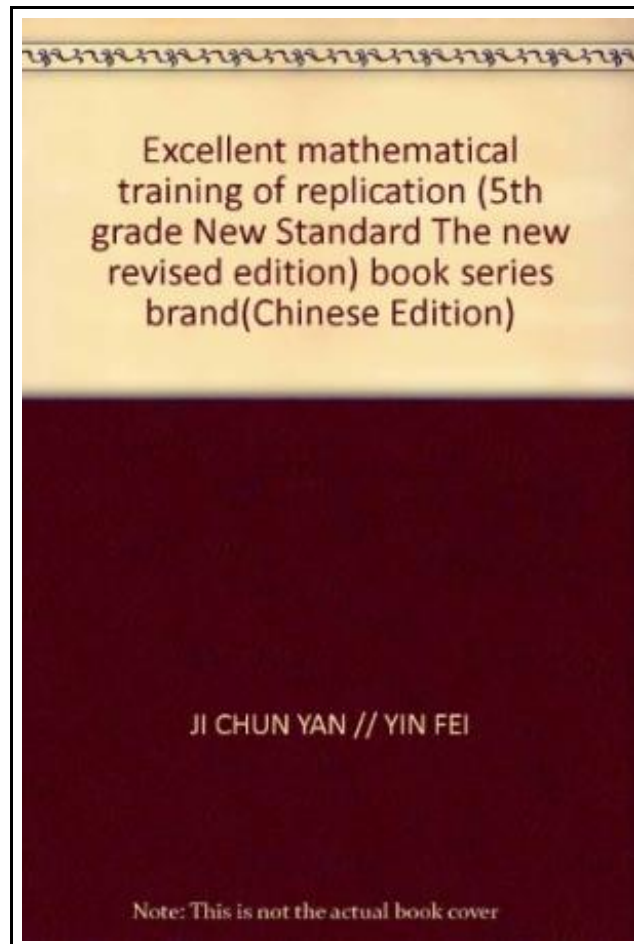 Excellent mathematical
training of replication (5th
grade New Standard The new
revised edition) book series
brand(Chinese Edition)
JI CHUN YAN // YIN FEI
Note: This is not the actual book cover